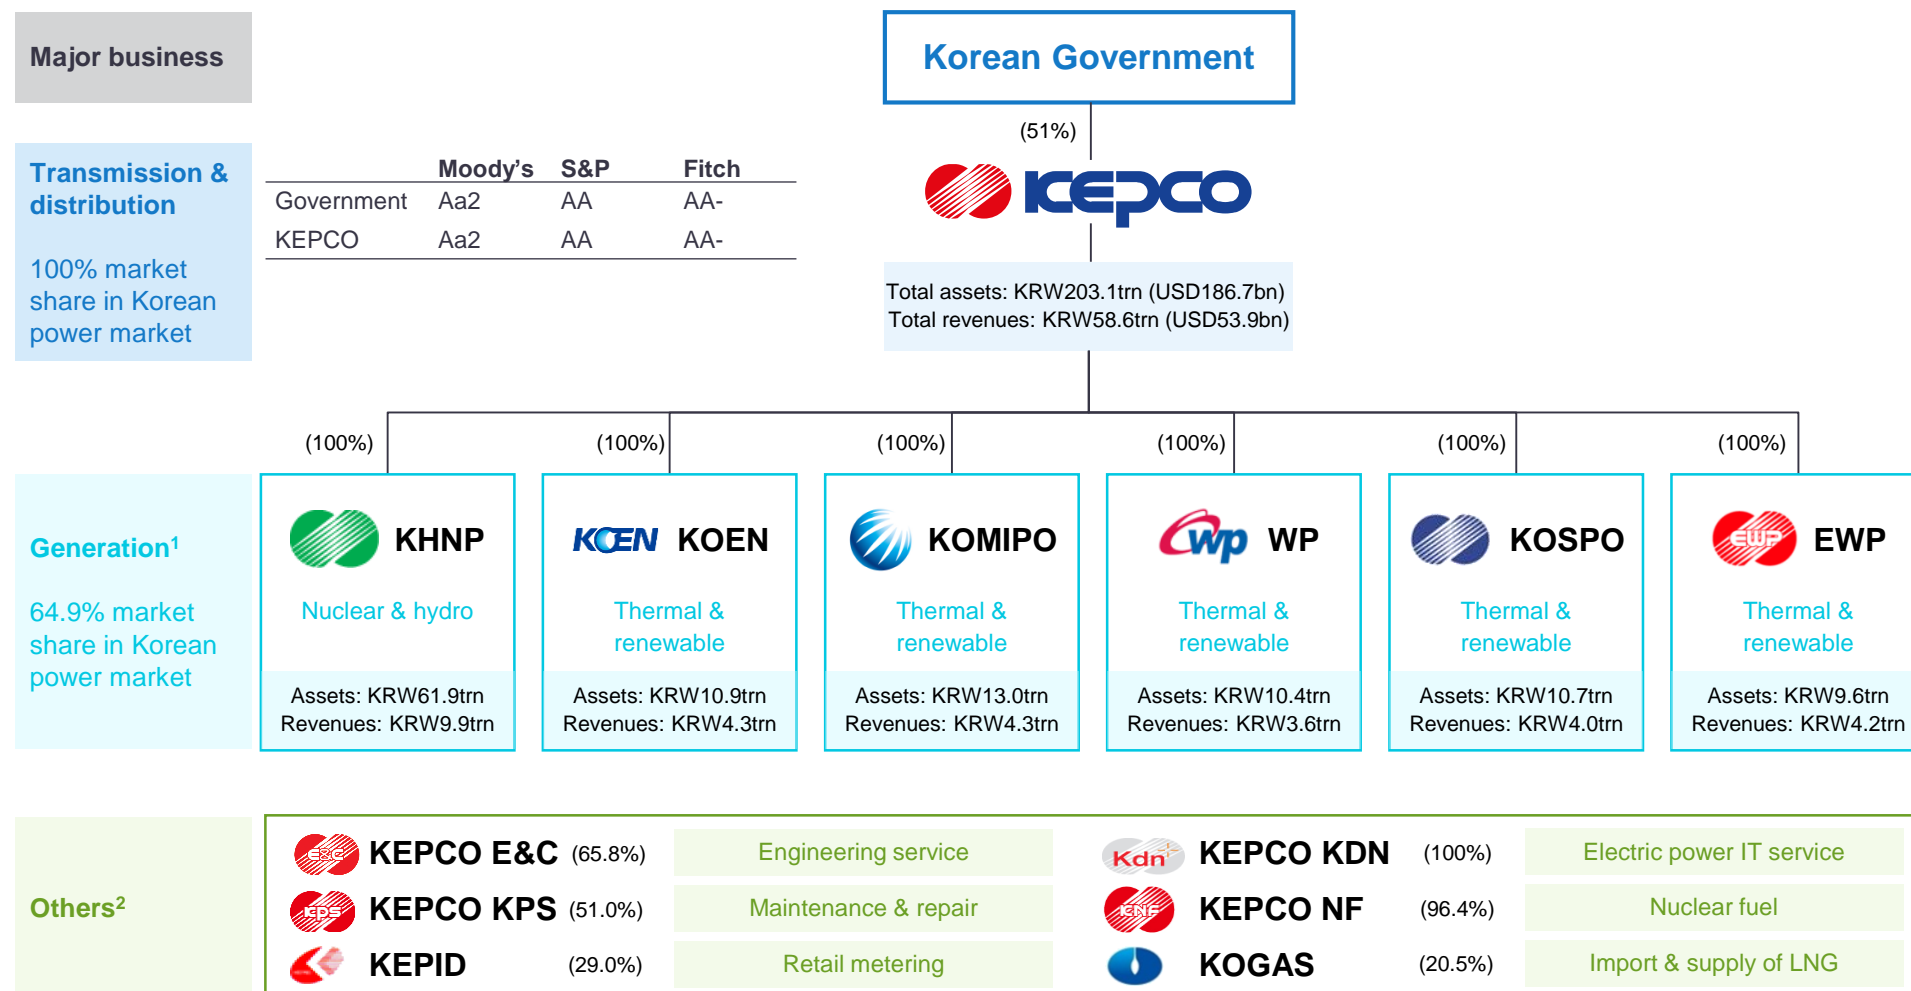 Major business
Korean Government
(51%)
KEPCO
Transmission &
distribution
100% market
share in Korean
power market
Moody's S&P Fitch
Government Aa2 AA AA-
KEPCO Aa2 AA AA-
Total assets: KRW203.1trn (USD186.7bn)
Total revenues: KRW58.6trn (USD53.9bn)
(100%) (100%) (100%) (100%) (100%) (100%)
Generation¹
64.9% market
share in Korean
power market
KHNP
Nuclear & hydro
Assets: KRW61.9trn
Revenues: KRW9.9trn
KOEN KOEN
Thermal &
renewable
Assets: KRW10.9trn
Revenues: KRW4.3trn
KOMIPO
Thermal &
renewable
Assets: KRW13.0trn
Revenues: KRW4.3trn
wp WP
Thermal &
renewable
Assets: KRW10.4trn
Revenues: KRW3.6trn
KOSPO
Thermal &
renewable
Assets: KRW10.7trn
Revenues: KRW4.0trn
EWP EWP
Thermal &
renewable
Assets: KRW9.6trn
Revenues: KRW4.2trn
Others²
E&C KEPCO E&C (65.8%) Engineering service
KPS KEPCO KPS (51.0%) Maintenance & repair
KEPID (29.0%) Retail metering
Kdn KEPCO KDN (100%) Electric power IT service
KNF KEPCO NF (96.4%) Nuclear fuel
KOGAS (20.5%) Import & supply of LNG